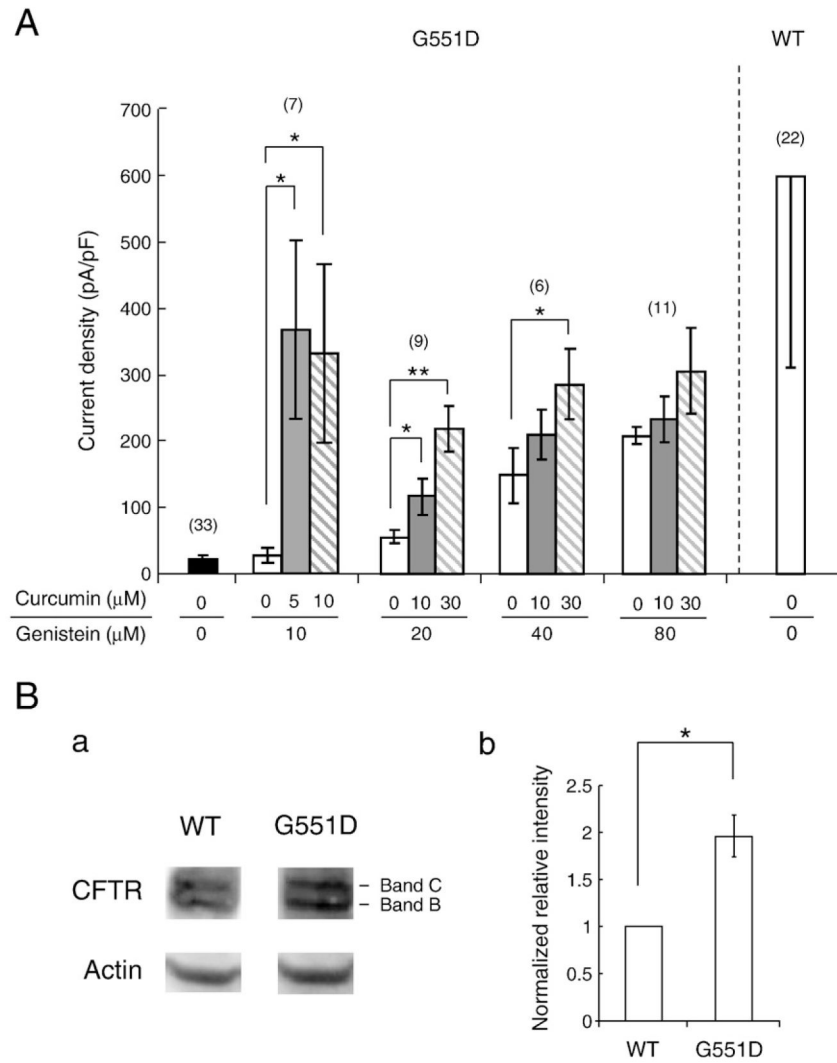 A
G551D
WT
Current density (pA/pF)
700
600
500
400
300
200
100
0
(33)
(7)
*
*
(9)
**
*
(6)
*
(11)
(22)
Curcumin (μM) 0 0 5 10 0 10 30 0 10 30 0 10 30 0
Genistein (μM) 0 10 20 40 80 0
B
a
WT G551D
CFTR
– Band C
– Band B
Actin
b
*
Normalized relative intensity
2.5
2
1.5
1
0.5
0
WT G551D